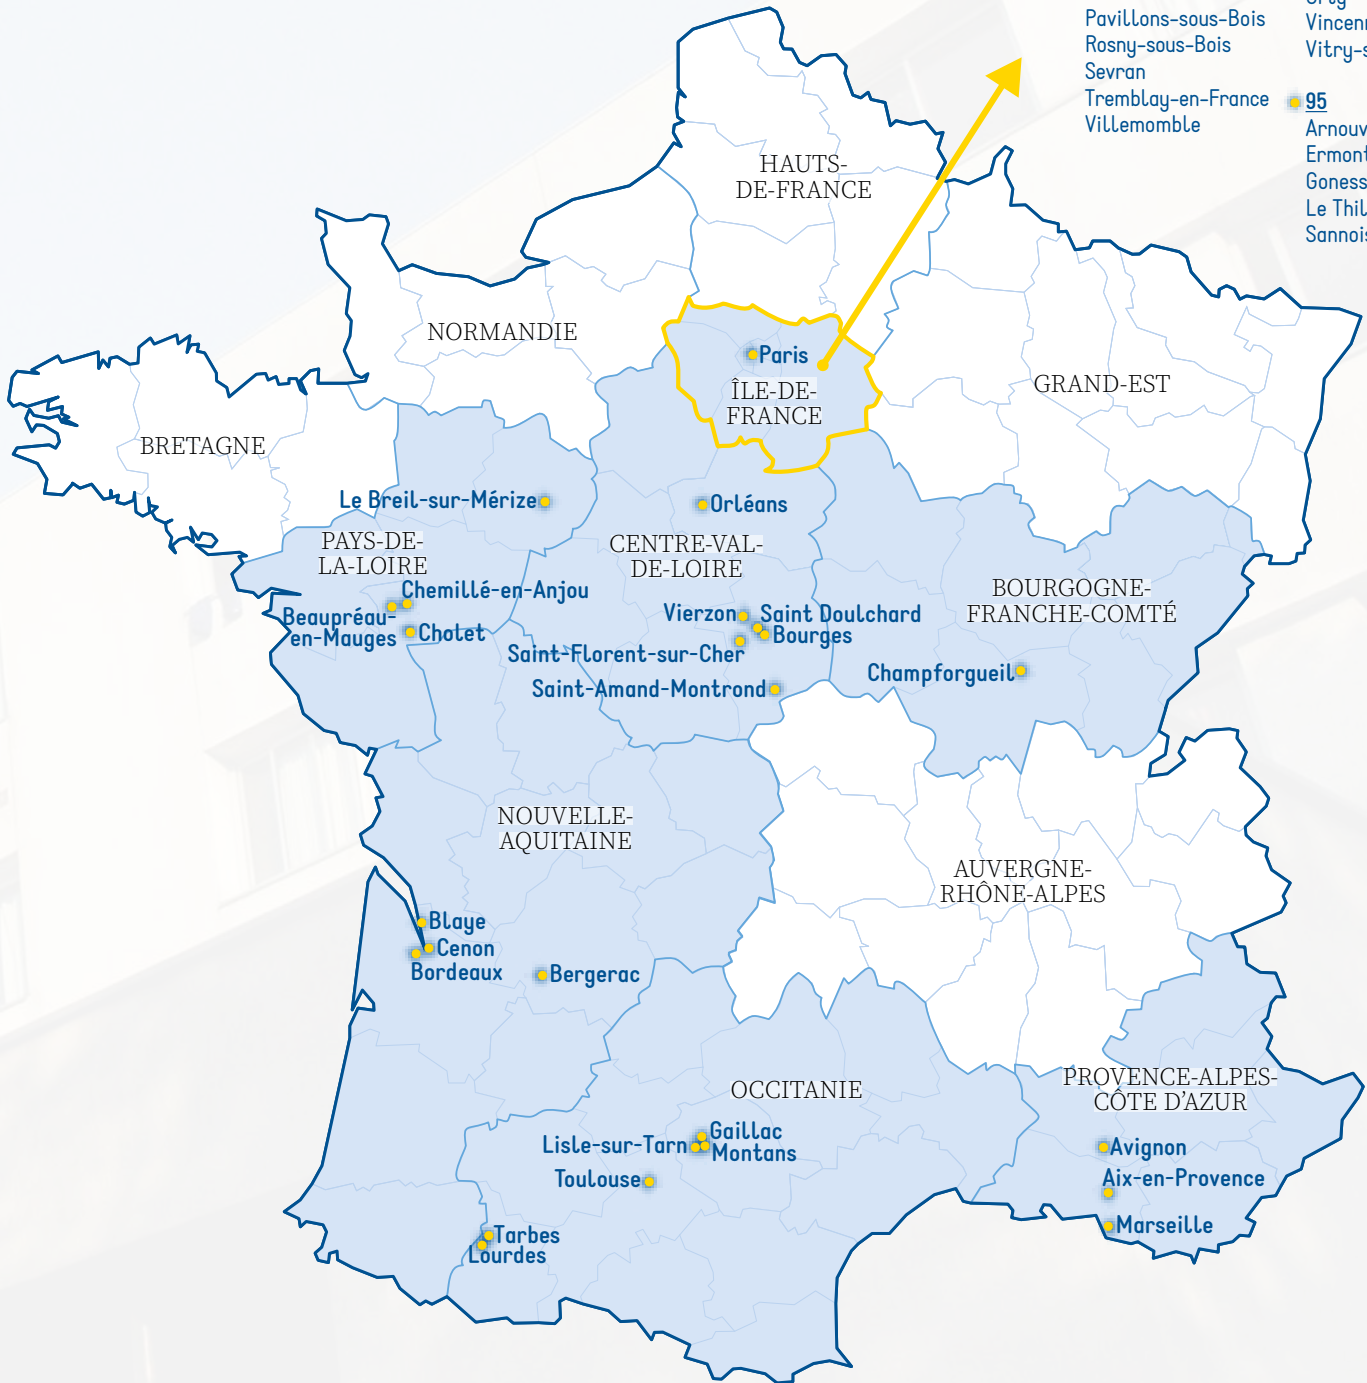 Pavillons-sous-Bois
Rosny-sous-Bois
Sevran
Tremblay-en-France
Villemomble
95
HAUTS-
DE-FRANCE
NORMANDIE
Paris
ÎLE-DE-
FRANCE
GRAND-EST
BRETAGNE
Le Breil-sur-Mérize
Orléans
PAYS-DE-
LA-LOIRE
CENTRE-VAL-
DE-LOIRE
BOURGOGNE-
FRANCHE-COMTÉ
Chemillé-en-Anjou
Beaupréau-
en-Mauges
Cholet
Vierzon
Saint Doulchard
Bourges
Saint-Florent-sur-Cher
Saint-Amand-Montrond
Champforgueil
NOUVELLE-
AQUITAINE
AUVERGNE-
RHÔNE-ALPES
Blaye
Cenon
Bordeaux
Bergerac
OCCITANIE
PROVENCE-ALPES-
CÔTE D'AZUR
Gaillac
Lisle-sur-Tarn
Montans
Toulouse
Avignon
Aix-en-Provence
Marseille
Tarbes
Lourdes